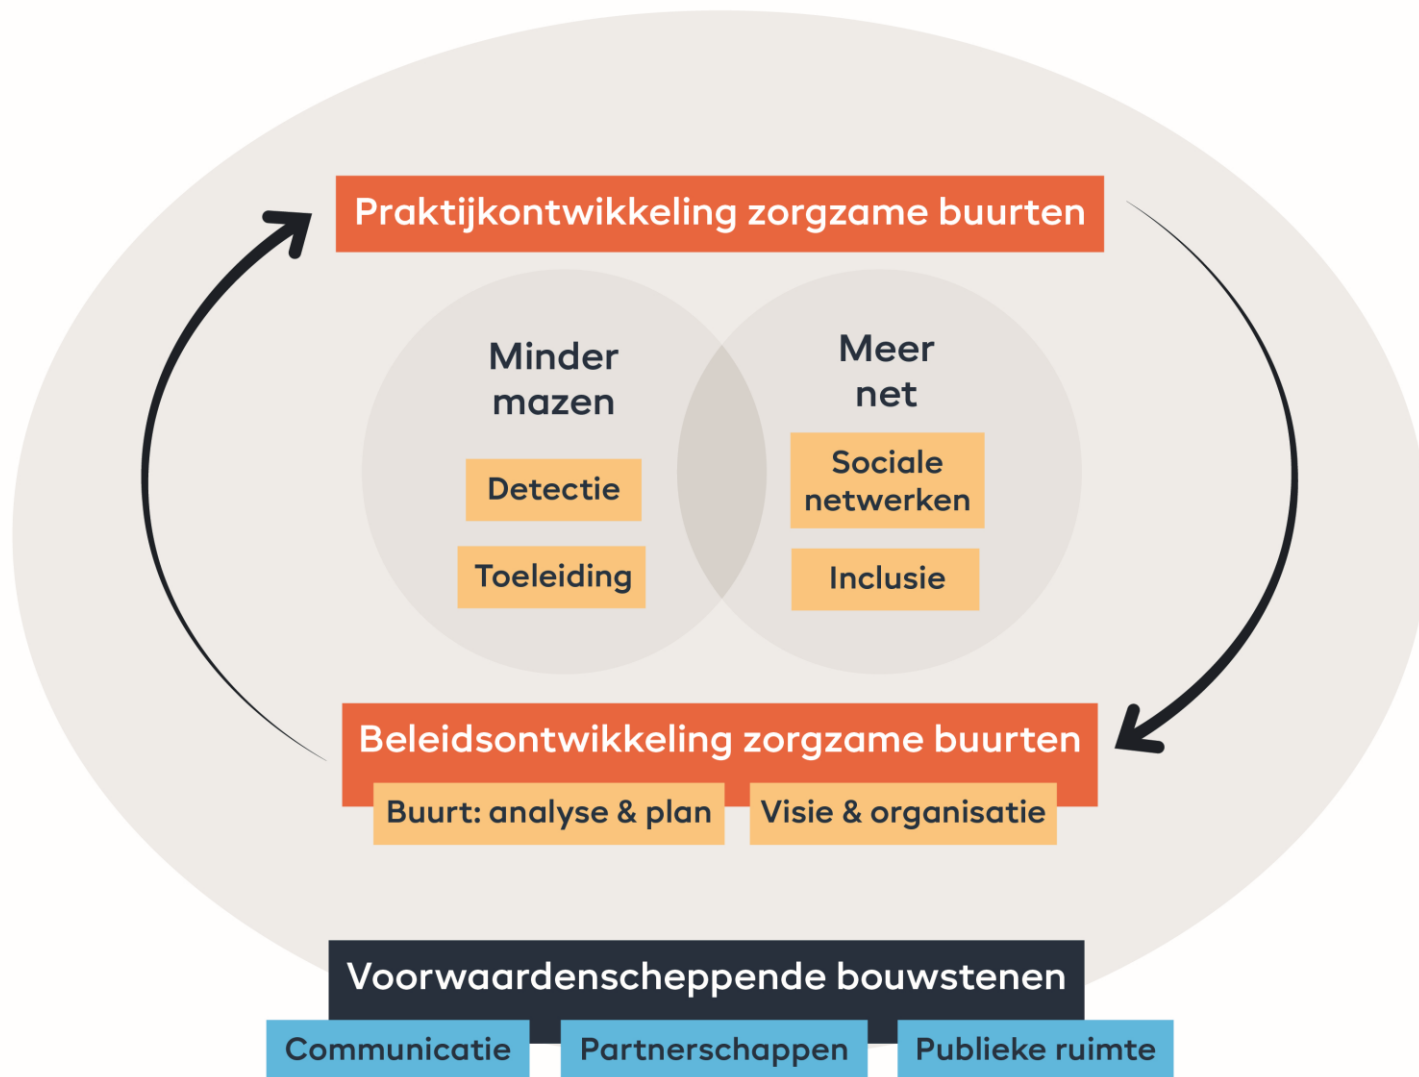 Praktijkontwikkeling zorgzame buurten
Minder
mazen
Detectie
Toeleiding
Meer
net
Sociale
netwerken
Inclusie
Beleidsontwikkeling zorgzame buurten
Buurt: analyse & plan
Visie & organisatie
Voorwaardenscheppende bouwstenen
Communicatie
Partnerschappen
Publieke ruimte